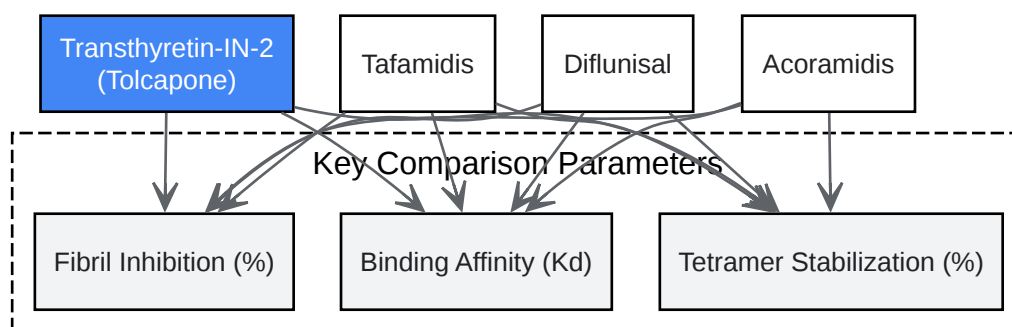 Transthyretin-IN-2
(Tolcapone)
Tafamidis
Diflunisal
Acoramidis
Key Comparison Parameters
Fibril Inhibition (%)
Binding Affinity (Kd)
Tetramer Stabilization (%)